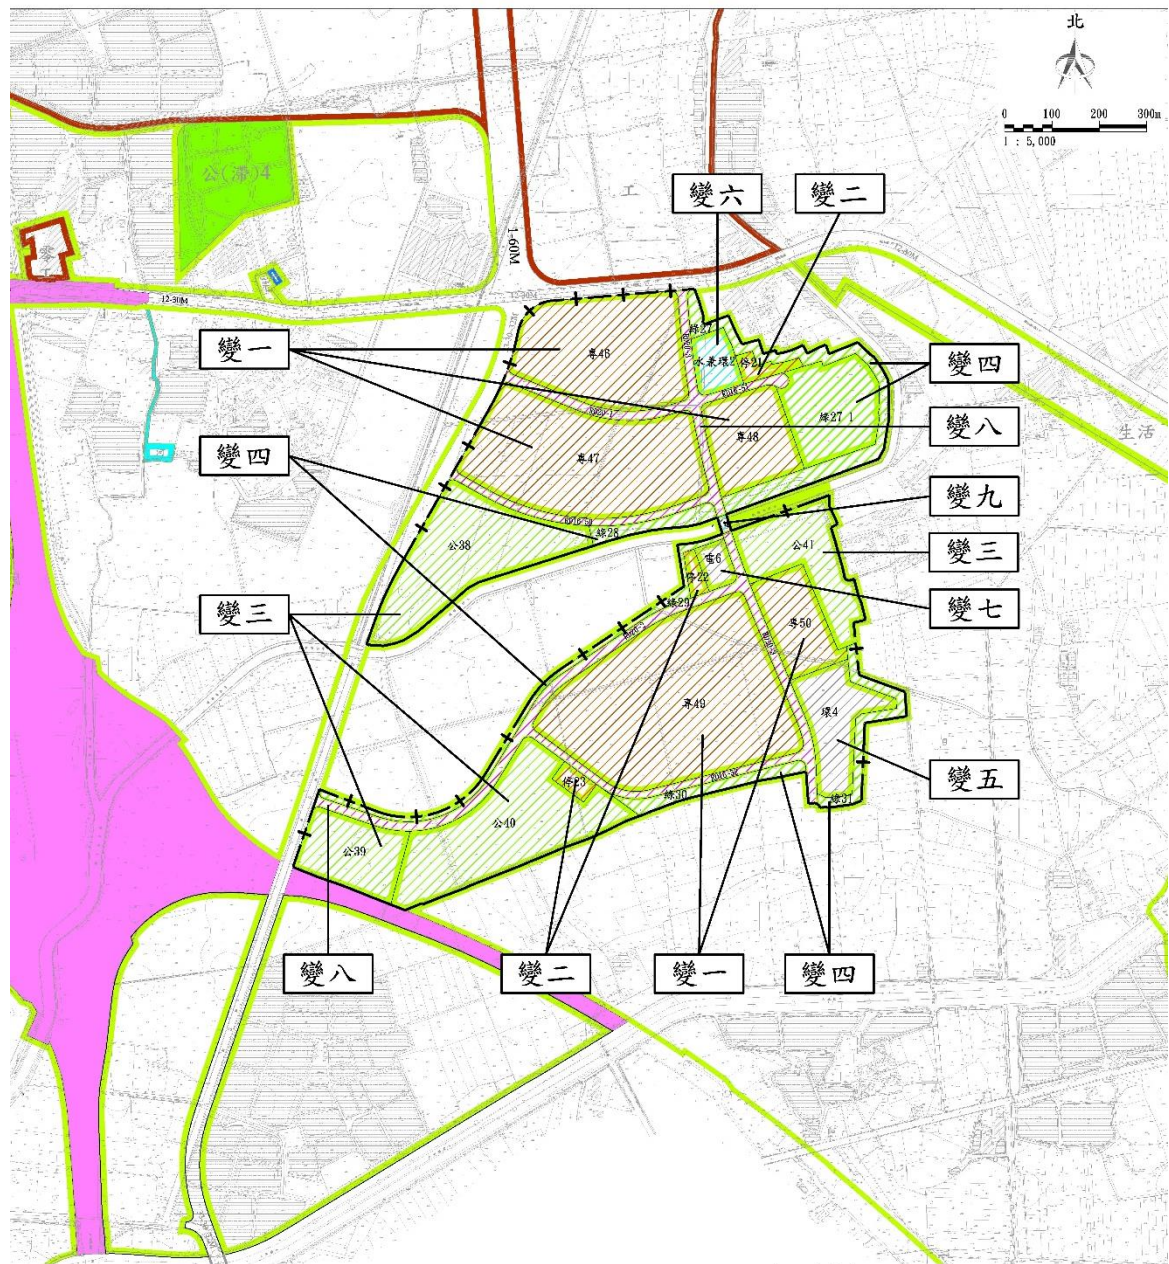 北
0 100 200 300m
1 : 5,000
公(滯)4
工
變六
變二
1-60M
零工
12-30M
12-30M
綠27
變一
專46
水兼環2
停21
變四
綠27-1
變八
生活
專48
變四
專47
變九
綠28
公38
公41
變三
電6
停22
變七
變三
綠29
專50
專49
環4
變五
停23
綠30
綠31
公40
公39
變八
變二
變一
變四